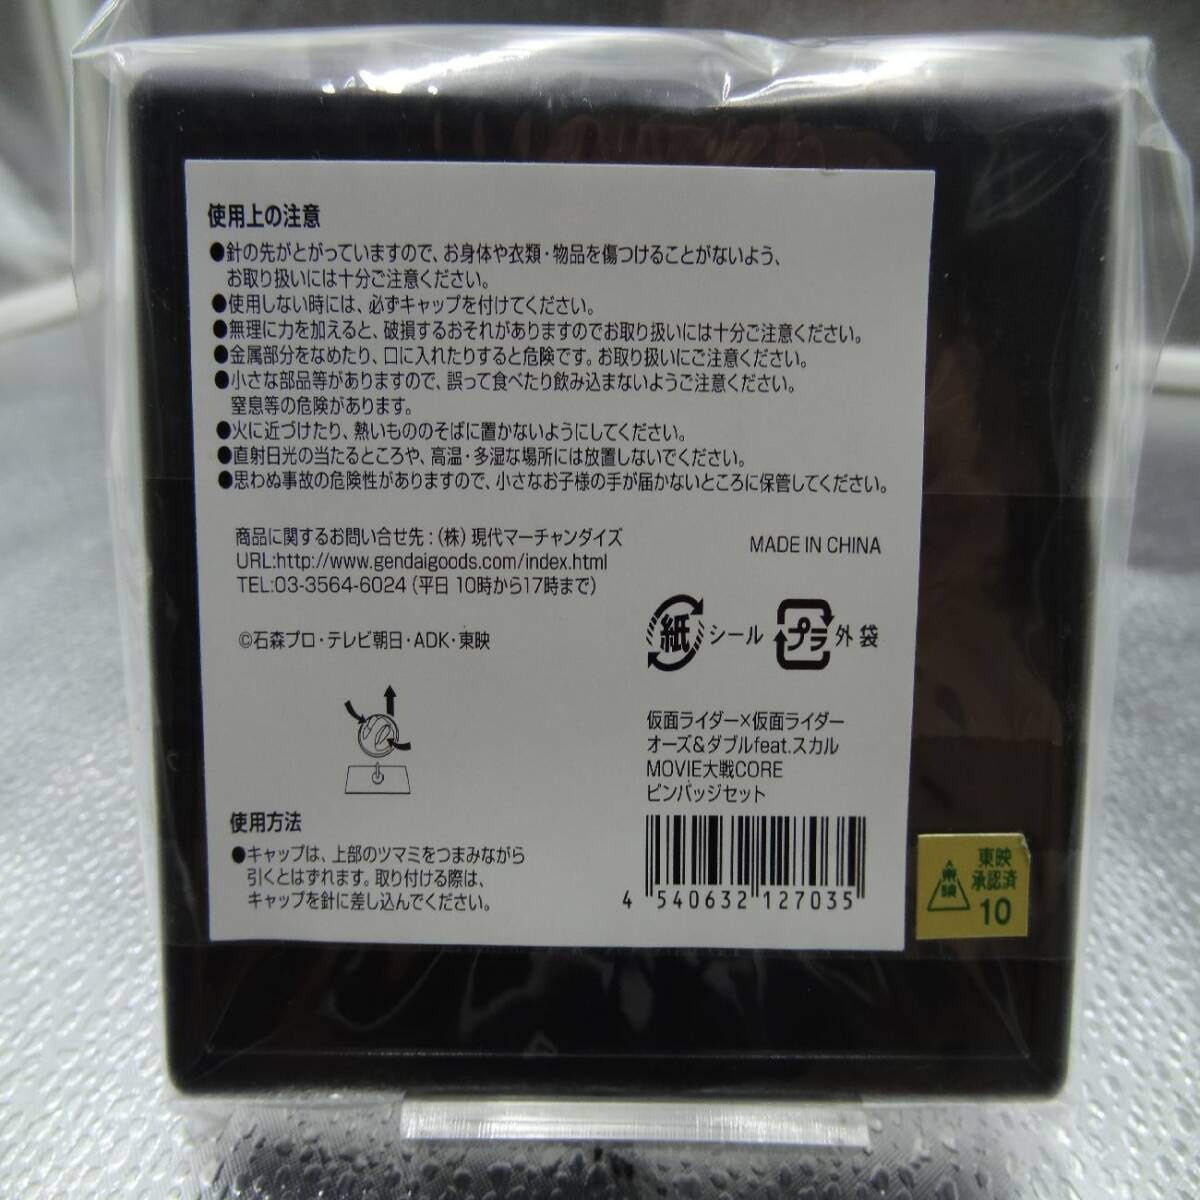 使用上の注意
●針の先がとがっていますので、お身体や衣類・物品を傷つけることがないよう、
お取り扱いには十分ご注意ください。
●使用しない時には、必ずキャップを付けてください。
●無理に力を加えると、破損するおそれがありますのでお取り扱いには十分ご注意ください。
●金属部分をなめたり、口に入れたりすると危険です。お取り扱いにご注意ください。
●小さな部品等がありますので、誤って食べたり飲み込まないようご注意ください。
窒息等の危険があります。
●火に近づけたり、熱いもののそばに置かないようにしてください。
●直射日光の当たるところや、高温・多湿な場所には放置しないでください。
●思わぬ事故の危険性がありますので、小さなお子様の手が届かないところに保管してください。
商品に関するお問い合せ先:(株)現代マーチャンダイズ
URL:http://www.gendaigoods.com/index.html
TEL:03-3564-6024(平日 10時から17時まで)
MADE IN CHINA
©石森プロ・テレビ朝日・ADK・東映
紙 シール プラ 外 袋
仮面ライダー×仮面ライダー
オーズ&ダブルfeat.スカル
MOVIE大戦CORE
ピンバッジセット
使用方法
●キャップは、上部のツマミをつまみながら
引くとはずれます。取り付ける際は、
キャップを針に差し込んでください。
4 540632 127035
東映
承認済
10
東映